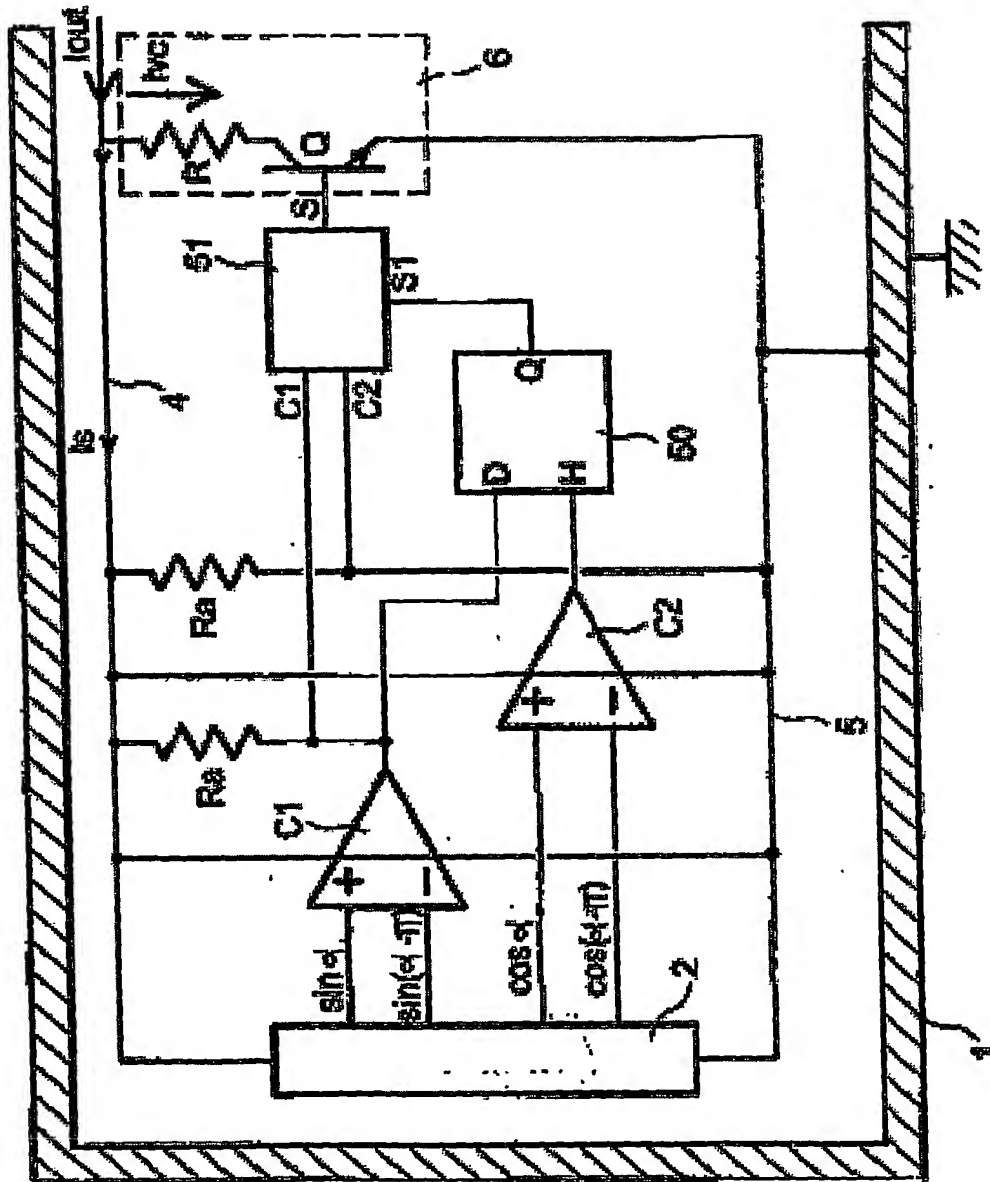 Iout
Ivc
6
R
Q
S
51
S1
C1
C2
4
Is
Q
50
D
H
Ra
Ra
C2
+
−
5
C1
+
−
sin α
sin(α -π)
cos α
cos(α-π)
2
1